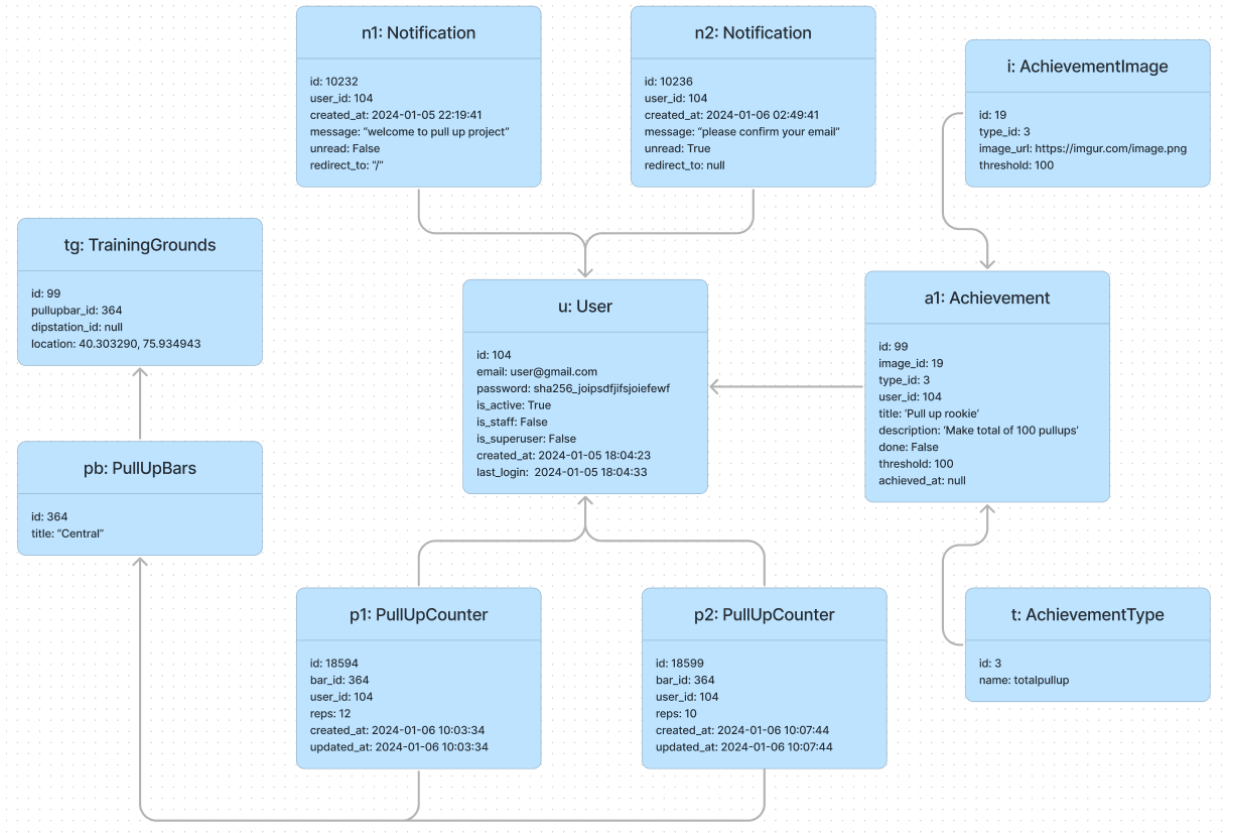 n1: Notification
id: 10232
user_id: 104
created_at: 2024-01-05 22:19:41
message: “welcome to pull up project”
unread: False
redirect_to: "/"
n2: Notification
id: 10236
user_id: 104
created_at: 2024-01-06 02:49:41
message: “please confirm your email”
unread: True
redirect_to: null
i: AchievementImage
id: 19
type_id: 3
image_url: https://imgur.com/image.png
threshold: 100
tg: TrainingGrounds
id: 99
pullupbar_id: 364
dipstation_id: null
location: 40.303290, 75.934943
u: User
id: 104
email: user@gmail.com
password: sha256_joipsdfjifsjoiefewf
is_active: True
is_staff: False
is_superuser: False
created_at: 2024-01-05 18:04:23
last_login:  2024-01-05 18:04:33
a1: Achievement
id: 99
image_id: 19
type_id: 3
user_id: 104
title: ‘Pull up rookie’
description: ‘Make total of 100 pullups’
done: False
threshold: 100
achieved_at: null
pb: PullUpBars
id: 364
title: “Central”
p1: PullUpCounter
id: 18594
bar_id: 364
user_id: 104
reps: 12
created_at: 2024-01-06 10:03:34
updated_at: 2024-01-06 10:03:34
p2: PullUpCounter
id: 18599
bar_id: 364
user_id: 104
reps: 10
created_at: 2024-01-06 10:07:44
updated_at: 2024-01-06 10:07:44
t: AchievementType
id: 3
name: totalpullup